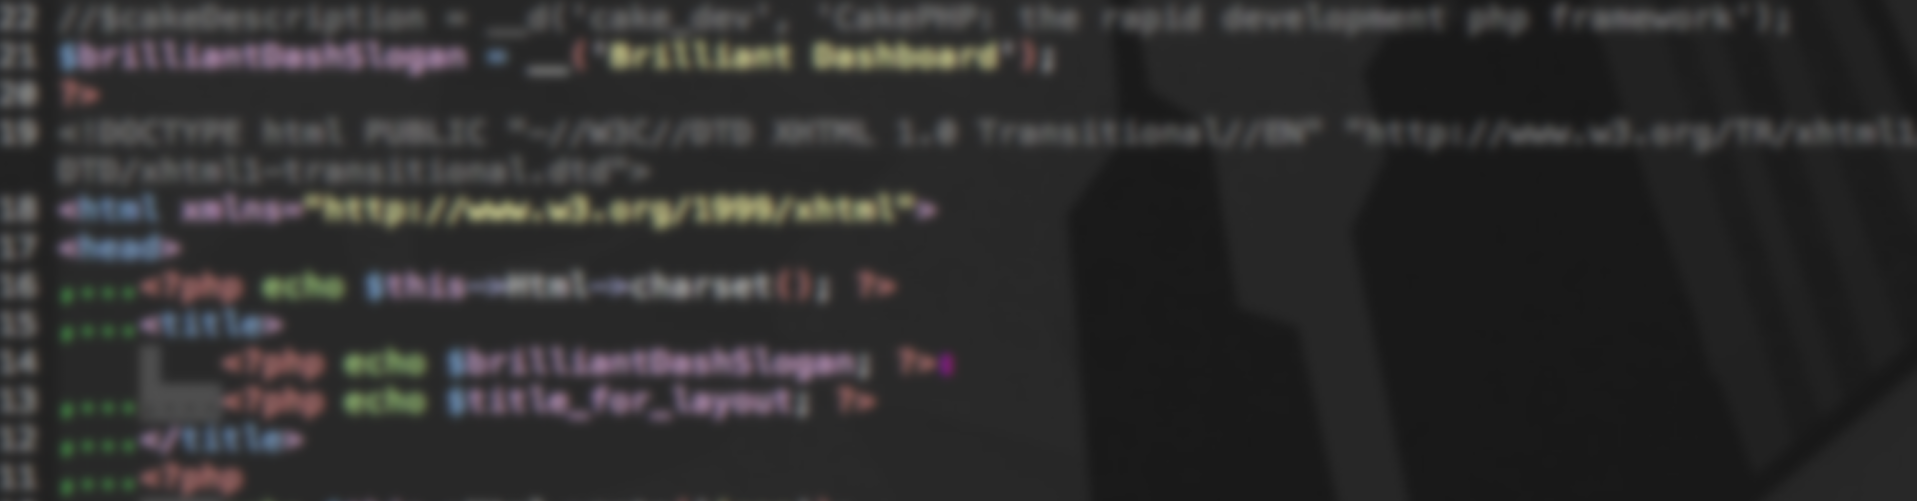 22 //$cakeDescription = __d('cake_dev', 'CakePHP: the rapid development php framework');
21 $brilliantDashSlogan = __('Brilliant Dashboard');
20 ?>
19 <!DOCTYPE html PUBLIC "-//W3C//DTD XHTML 1.0 Transitional//EN" "http://www.w3.org/TR/xhtml1
DTD/xhtml1-transitional.dtd">
18 <html xmlns="http://www.w3.org/1999/xhtml">
17 <head>
16 <?php echo $this->Html->charset(); ?>
15 <title>
14 <?php echo $brilliantDashSlogan; ?>:
13 <?php echo $title_for_layout; ?>
12 </title>
11 <?php